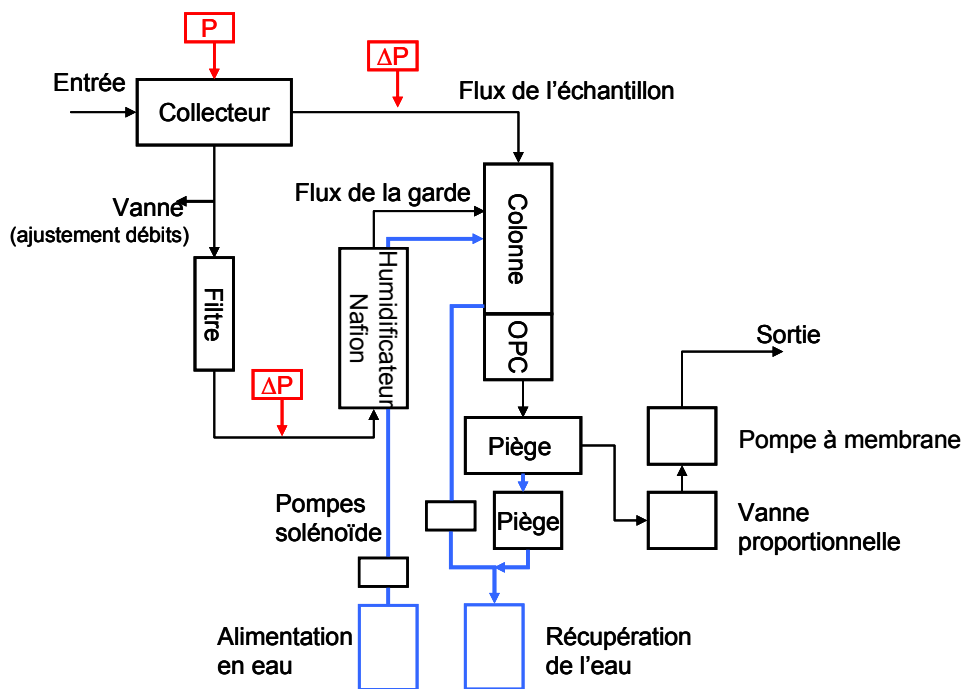 P
ΔP
Entrée
Collecteur
Flux de l'échantillon
Flux de la garde
Vanne
(ajustement débits)
Colonne
Humidificateur
Nafion
Filtre
OPC
ΔP
Sortie
Piège
Pompe à membrane
Pompes
solénoïde
Piège
Vanne
proportionnelle
Alimentation
en eau
Récupération
de l'eau